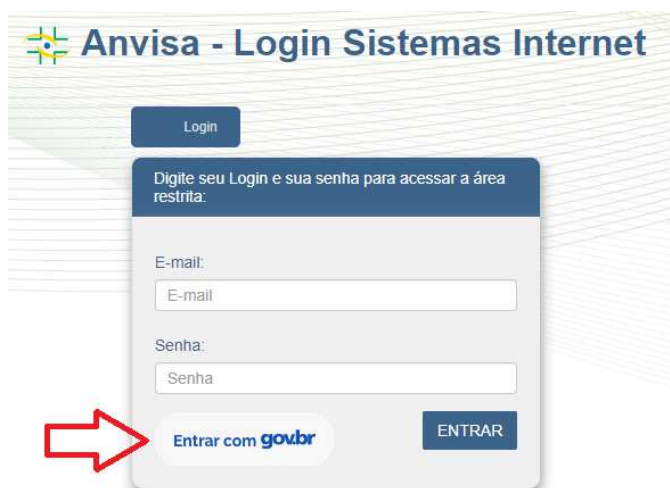 Anvisa - Login Sistemas Internet
Login
Digite seu Login e sua senha para acessar a área
restrita:
E-mail:
E-mail
Senha:
Senha
Entrar com gov.br
ENTRAR